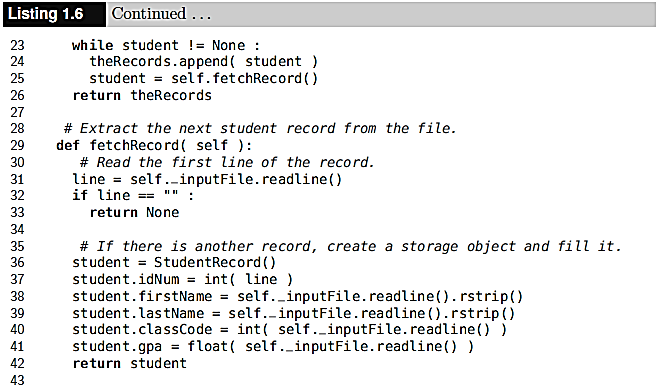 Listing 1.6 Continued ...
23 while student != None :
24 theRecords.append( student )
25 student = self.fetchRecord()
26 return theRecords
27
28 # Extract the next student record from the file.
29 def fetchRecord( self ):
30 # Read the first line of the record.
31 line = self._inputFile.readline()
32 if line == "" :
33 return None
34
35 # If there is another record, create a storage object and fill it.
36 student = StudentRecord()
37 student.idNum = int( line )
38 student.firstName = self._inputFile.readline().rstrip()
39 student.lastName = self._inputFile.readline().rstrip()
40 student.classCode = int( self._inputFile.readline() )
41 student.gpa = float( self._inputFile.readline() )
42 return student
43